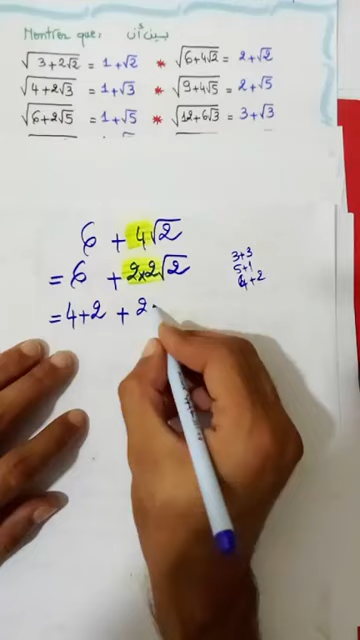 Montrer que: بين أن
√3+2√2 = 1+√2 * √6+4√2 = 2+√2
√4+2√3 = 1+√3 * √9+4√5 = 2+√5
√6+2√5 = 1+√5 * √12+6√3 = 3+√3
6 + 4√2
= 6 + 2×2√2
3+3
5+1
4+2
= 4+2 + 2